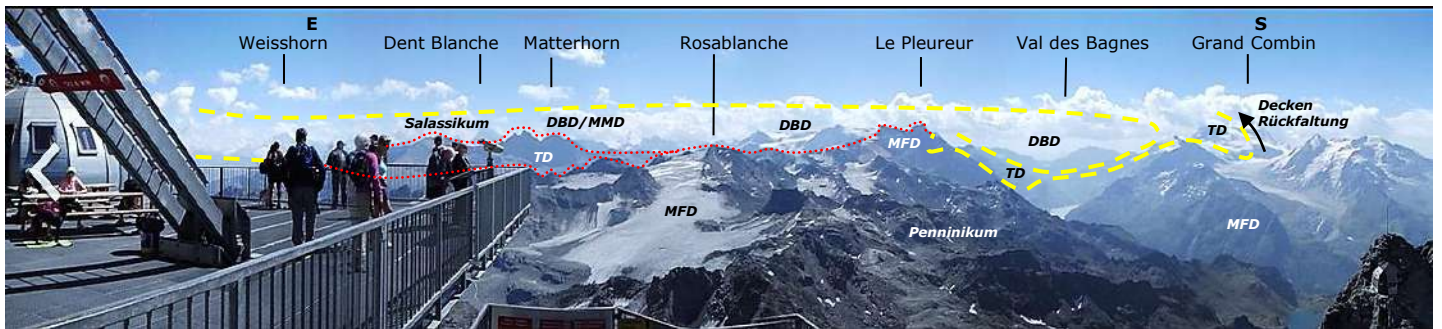 E
S
Weisshorn
Dent Blanche
Matterhorn
Rosablanche
Le Pleureur
Val des Bagnes
Grand Combin
Salassikum
DBD/MMD
DBD
DBD
TD
Decken
Rückfaltung
TD
MFD
TD
MFD
Penninikum
MFD